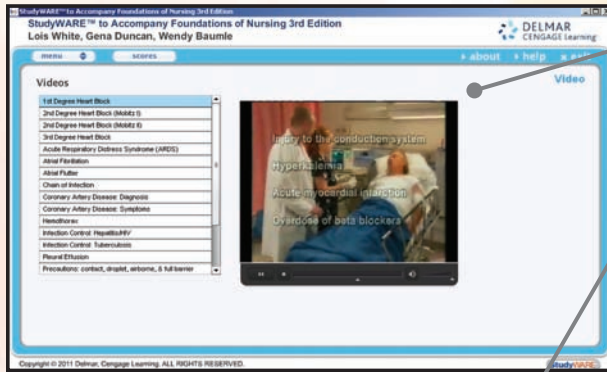 StudyWARE™ to Accompany Foundations of Nursing 3rd Edition
StudyWARE™ to Accompany Foundations of Nursing 3rd Edition
Lois White, Gena Duncan, Wendy Baumle
DELMAR
CENGAGE Learning
menu
scores
about
help
Videos
Video
1st Degree Heart Block
2nd Degree Heart Block (Mobitz I)
2nd Degree Heart Block (Mobitz II)
3rd Degree Heart Block
Acute Respiratory Distress Syndrome (ARDS)
Atrial Fibrillation
Atrial Flutter
Chain of Infection
Coronary Artery Disease: Diagnosis
Coronary Artery Disease: Symptoms
Hemothorax
Infection Control: Hepatitis/HIV
Infection Control: Tuberculosis
Pleural Effusion
Precautions: contact, droplet, airborne, & full barrier
Injury to the conduction system
Hyperkalemia
Acute myocardial infarction
Overdose of beta blockers
Copyright © 2011 Delmar, Cengage Learning. ALL RIGHTS RESERVED.
StudyWARE